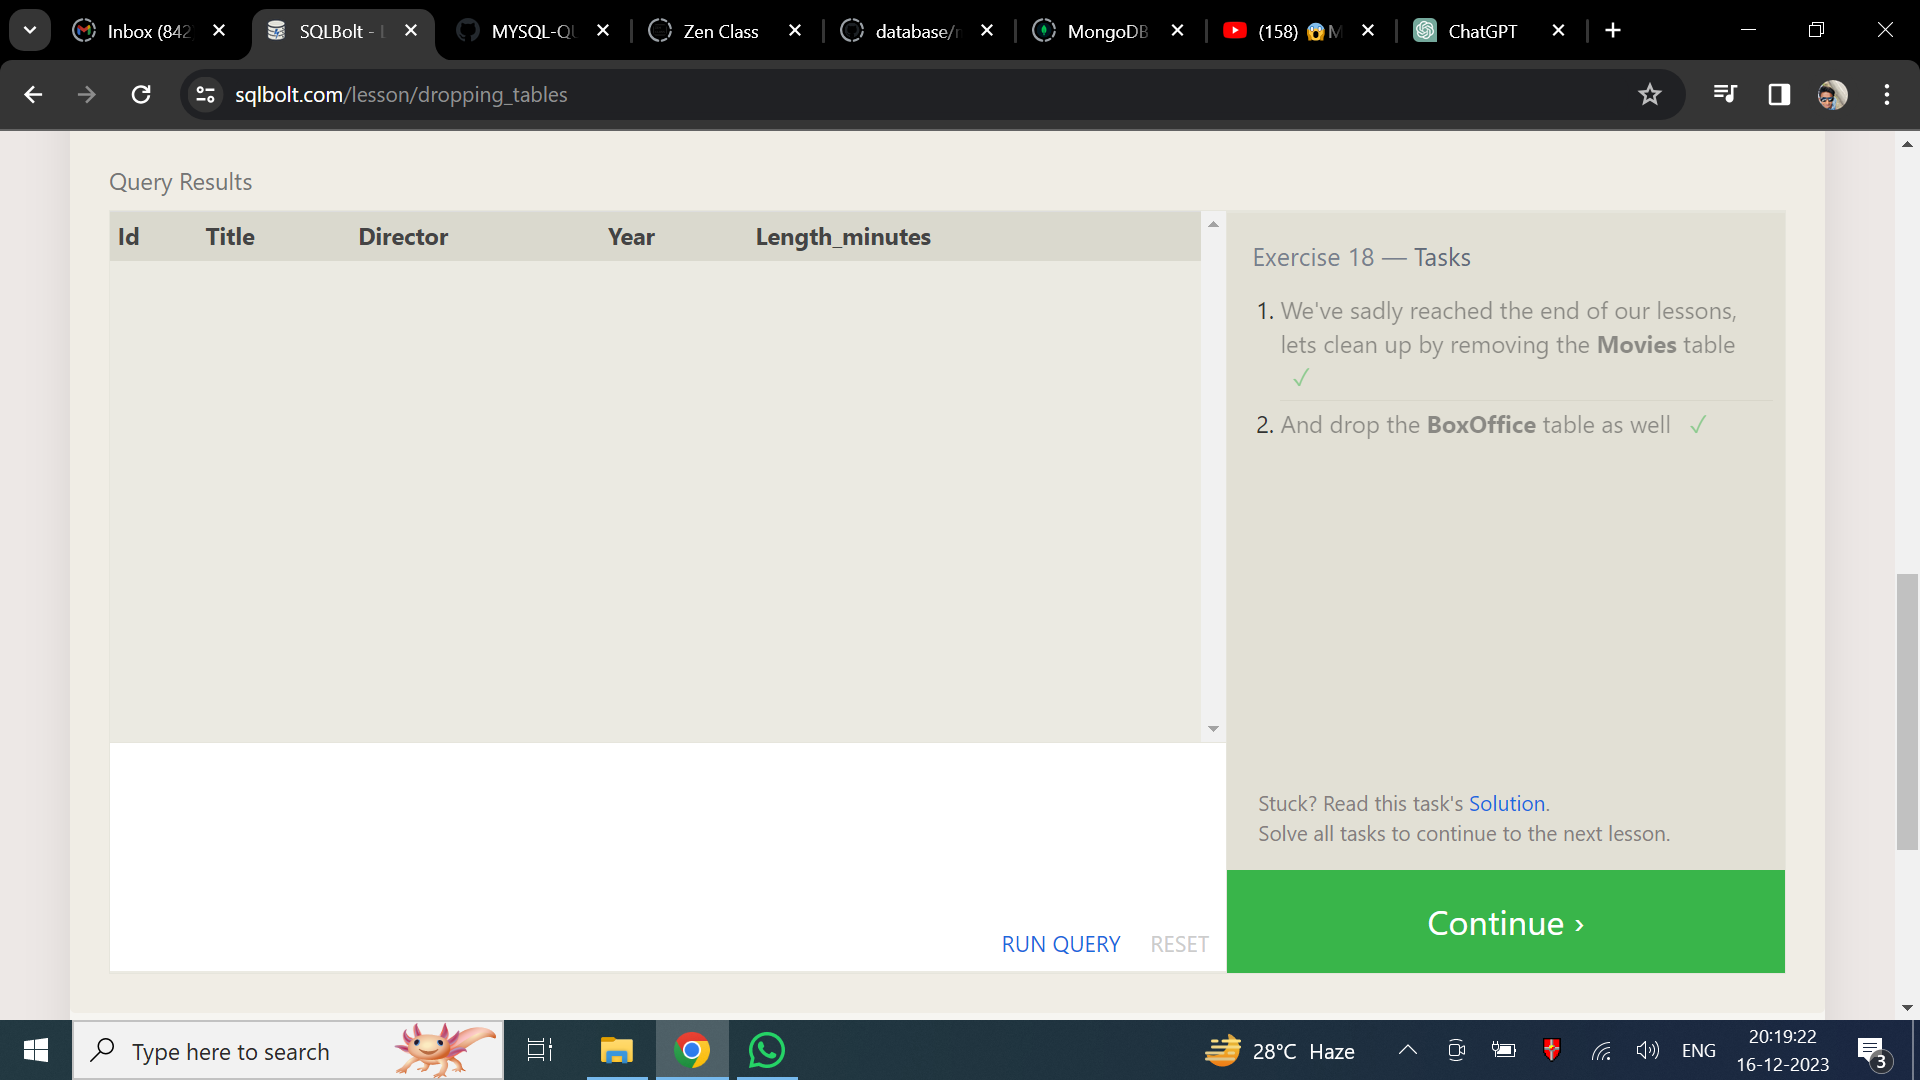 Inbox (842
SQLBolt - L
MYSQL-QU
Zen Class
database/r
MongoDB
(158) 😱M
ChatGPT
sqlbolt.com/lesson/dropping_tables
Query Results
Id Title Director Year Length_minutes
Exercise 18 — Tasks
1. We've sadly reached the end of our lessons,
lets clean up by removing the Movies table
✓
2. And drop the BoxOffice table as well ✓
Stuck? Read this task's Solution.
Solve all tasks to continue to the next lesson.
RUN QUERY RESET
Continue ›
Type here to search
28°C Haze
ENG
20:19:22
16-12-2023
3